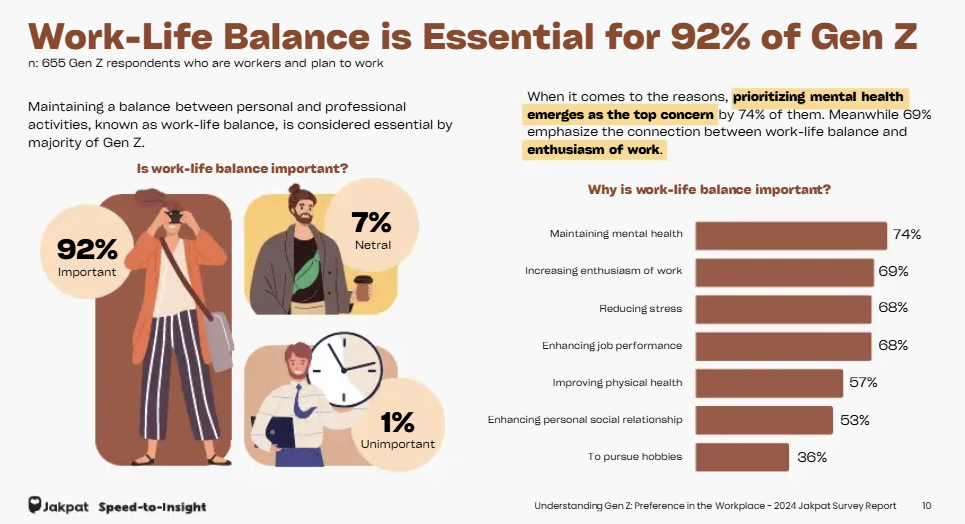 Work-Life Balance is Essential for 92% of Gen Z
n: 655 Gen Z respondents who are workers and plan to work
Maintaining a balance between personal and professional
activities, known as work-life balance, is considered essential by
majority of Gen Z.
Is work-life balance important?
92%
Important
7%
Netral
1%
Unimportant
When it comes to the reasons, prioritizing mental health
emerges as the top concern by 74% of them. Meanwhile 69%
emphasize the connection between work-life balance and
enthusiasm of work.
Why is work-life balance important?
Maintaining mental health 74%
Increasing enthusiasm of work 69%
Reducing stress 68%
Enhancing job performance 68%
Improving physical health 57%
Enhancing personal social relationship 53%
To pursue hobbies 36%
Jakpat Speed-to-Insight
Understanding Gen Z: Preference in the Workplace - 2024 Jakpat Survey Report 10